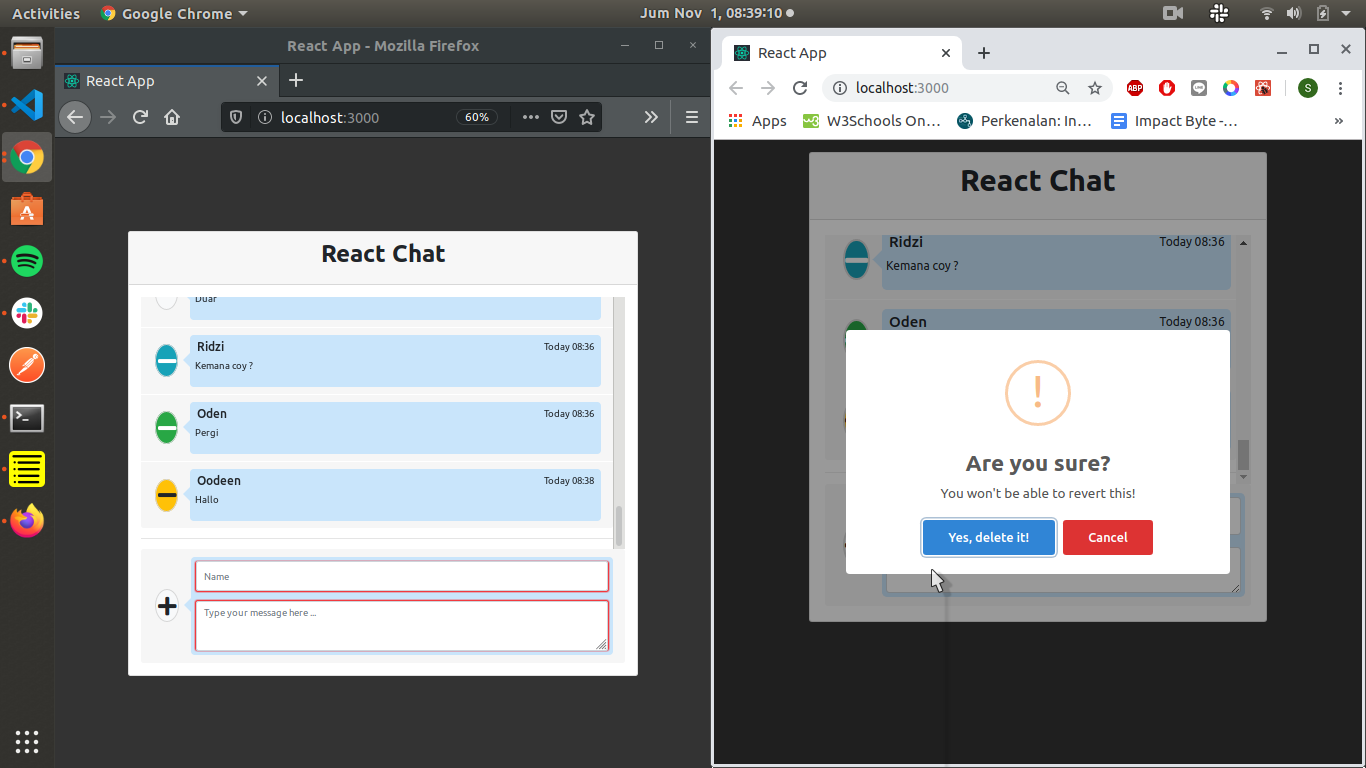 Activities
Google Chrome
Jum Nov 1, 08:39:10
React App - Mozilla Firefox
React App
localhost:3000
60%
React Chat
Duar
Ridzi
Today 08:36
Kemana coy ?
Oden
Today 08:36
Pergi
Oodeen
Today 08:38
Hallo
Name
Type your message here ...
React App
localhost:3000
ABP
S
Apps
W3Schools On...
Perkenalan: In...
Impact Byte -...
React Chat
Ridzi
Today 08:36
Kemana coy ?
Oden
Today 08:36
Are you sure?
You won't be able to revert this!
Yes, delete it!
Cancel